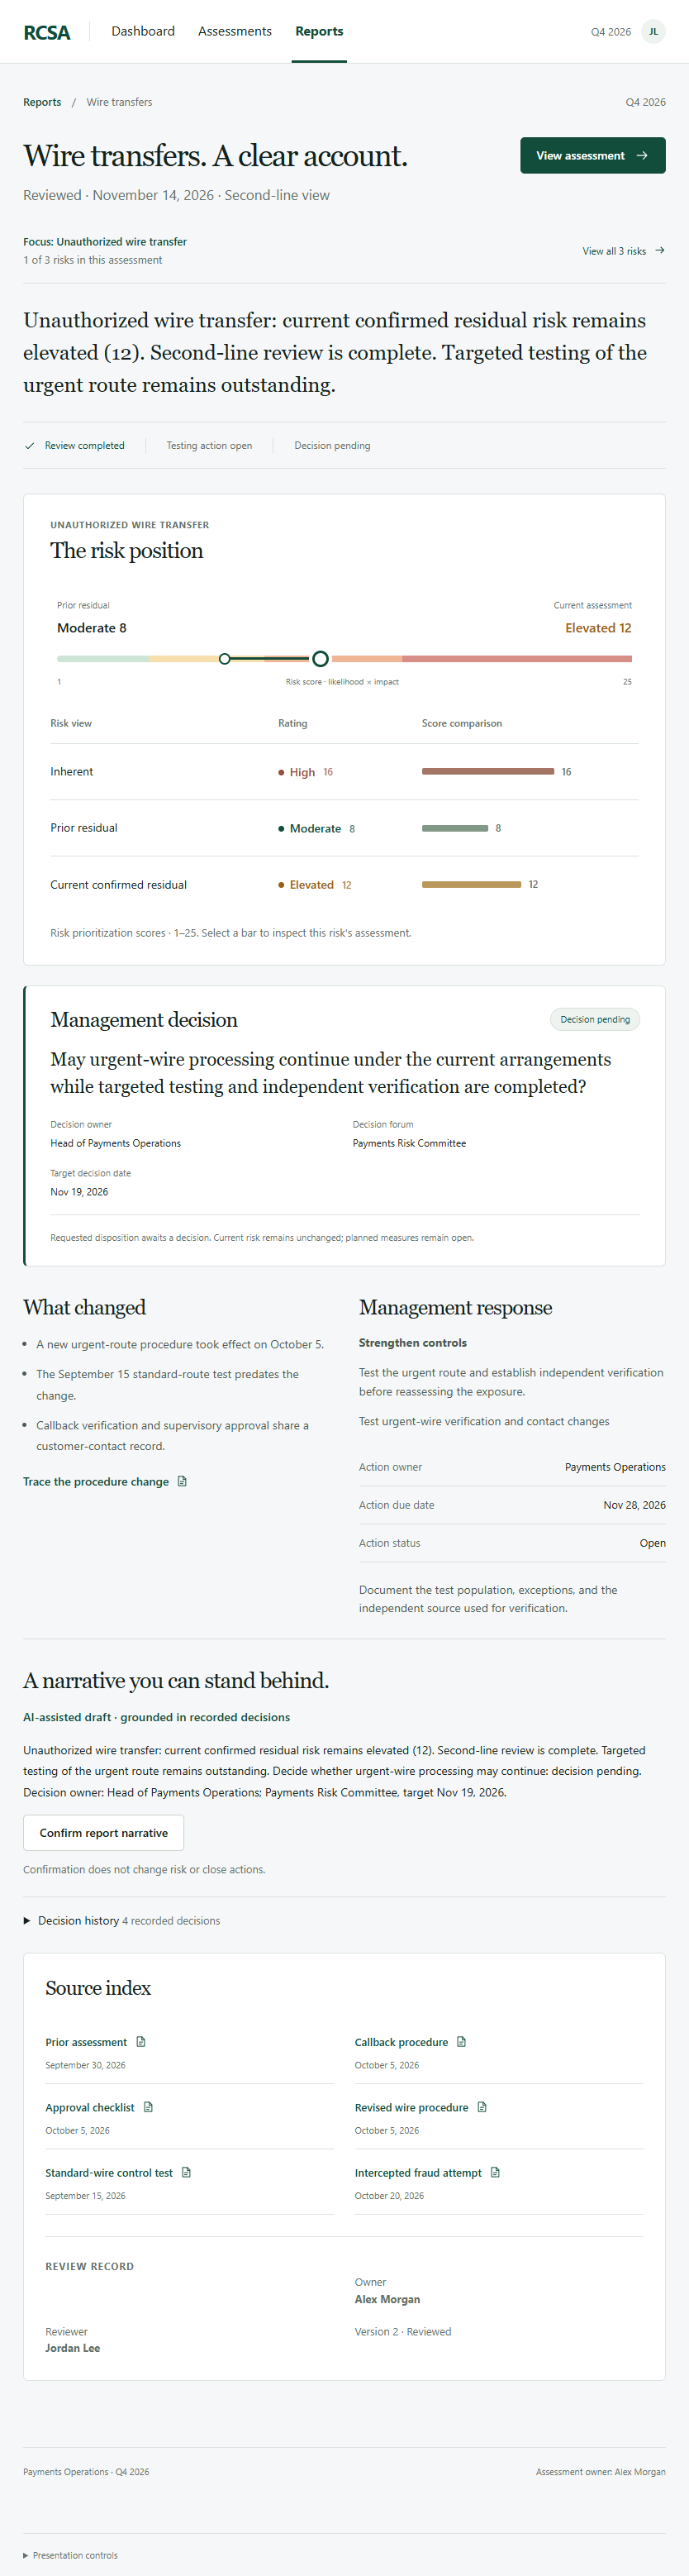 RCSA
Dashboard Assessments Reports
Q4 2026 JL
Reports / Wire transfers
Q4 2026
Wire transfers. A clear account.
View assessment →
Reviewed · November 14, 2026 · Second-line view
Focus: Unauthorized wire transfer
1 of 3 risks in this assessment
View all 3 risks →
Unauthorized wire transfer: current confirmed residual risk remains
elevated (12). Second-line review is complete. Targeted testing of the
urgent route remains outstanding.
✓ Review completed Testing action open Decision pending
UNAUTHORIZED WIRE TRANSFER
The risk position
Prior residual Current assessment
Moderate 8 Elevated 12
1 Risk score · likelihood × impact 25
Risk view Rating Score comparison
Inherent High 16 16
Prior residual Moderate 8 8
Current confirmed residual Elevated 12 12
Risk prioritization scores · 1–25. Select a bar to inspect this risk's assessment.
Management decision
Decision pending
May urgent-wire processing continue under the current arrangements
while targeted testing and independent verification are completed?
Decision owner Decision forum
Head of Payments Operations Payments Risk Committee
Target decision date
Nov 19, 2026
Requested disposition awaits a decision. Current risk remains unchanged; planned measures remain open.
What changed
• A new urgent-route procedure took effect on October 5.
• The September 15 standard-route test predates the
change.
• Callback verification and supervisory approval share a
customer-contact record.
Trace the procedure change
Management response
Strengthen controls
Test the urgent route and establish independent verification
before reassessing the exposure.
Test urgent-wire verification and contact changes
Action owner Payments Operations
Action due date Nov 28, 2026
Action status Open
Document the test population, exceptions, and the
independent source used for verification.
A narrative you can stand behind.
AI-assisted draft · grounded in recorded decisions
Unauthorized wire transfer: current confirmed residual risk remains elevated (12). Second-line review is complete. Targeted
testing of the urgent route remains outstanding. Decide whether urgent-wire processing may continue: decision pending.
Decision owner: Head of Payments Operations; Payments Risk Committee, target Nov 19, 2026.
Confirm report narrative
Confirmation does not change risk or close actions.
▶ Decision history 4 recorded decisions
Source index
Prior assessment Callback procedure
September 30, 2026 October 5, 2026
Approval checklist Revised wire procedure
October 5, 2026 October 5, 2026
Standard-wire control test Intercepted fraud attempt
September 15, 2026 October 20, 2026
REVIEW RECORD
Owner
Alex Morgan
Reviewer Version 2 · Reviewed
Jordan Lee
Payments Operations · Q4 2026 Assessment owner: Alex Morgan
▶ Presentation controls